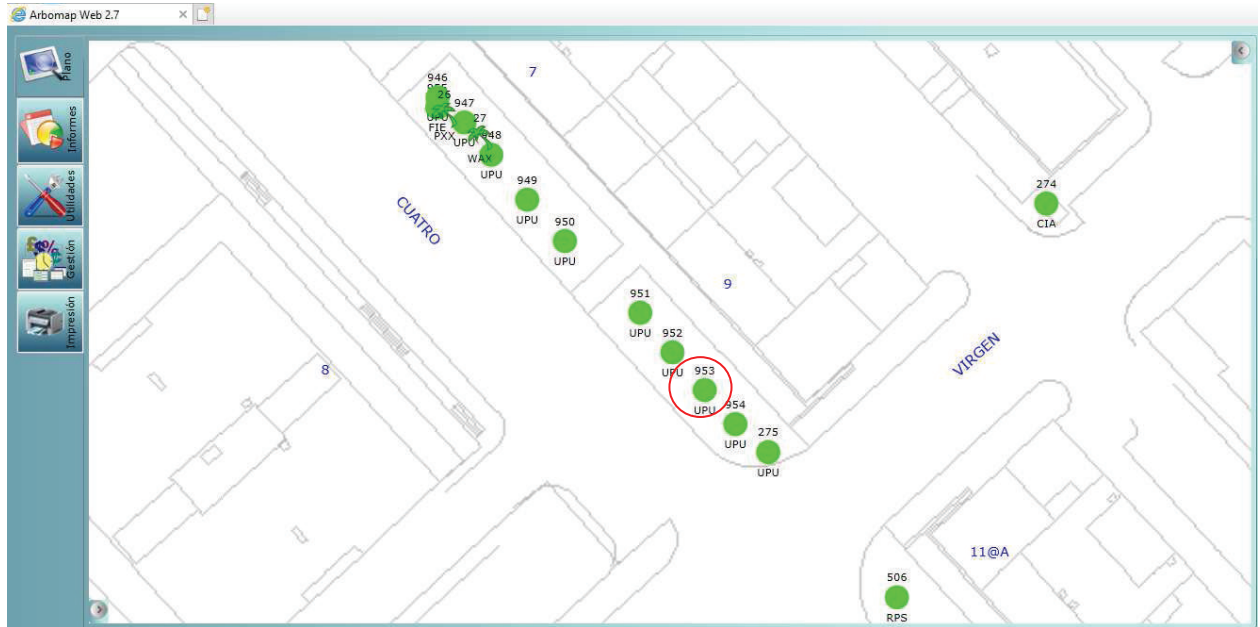 Arbomap Web 2.7
Plano
Informes
Utilidades
Gestión
Impresión
7
946
26
947
27
UPU
FIE
PXX
UPU
WAX
UPU
949
UPU
950
UPU
CUATRO
274
CIA
9
951
UPU
952
UPU
953
UPU
954
UPU
275
UPU
8
VIRGEN
11@A
506
RPS